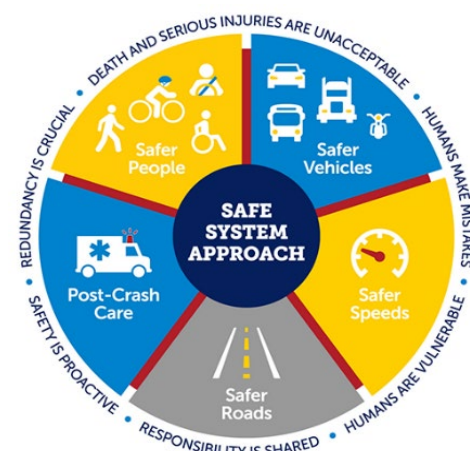 DEATH AND SERIOUS INJURIES ARE UNACCEPTABLE
HUMANS MAKE MISTAKES
HUMANS ARE VULNERABLE
RESPONSIBILITY IS SHARED
SAFETY IS PROACTIVE
REDUNDANCY IS CRUCIAL
Safer
People
Safer
Vehicles
SAFE
SYSTEM
APPROACH
Post-Crash
Care
Safer
Speeds
Safer
Roads